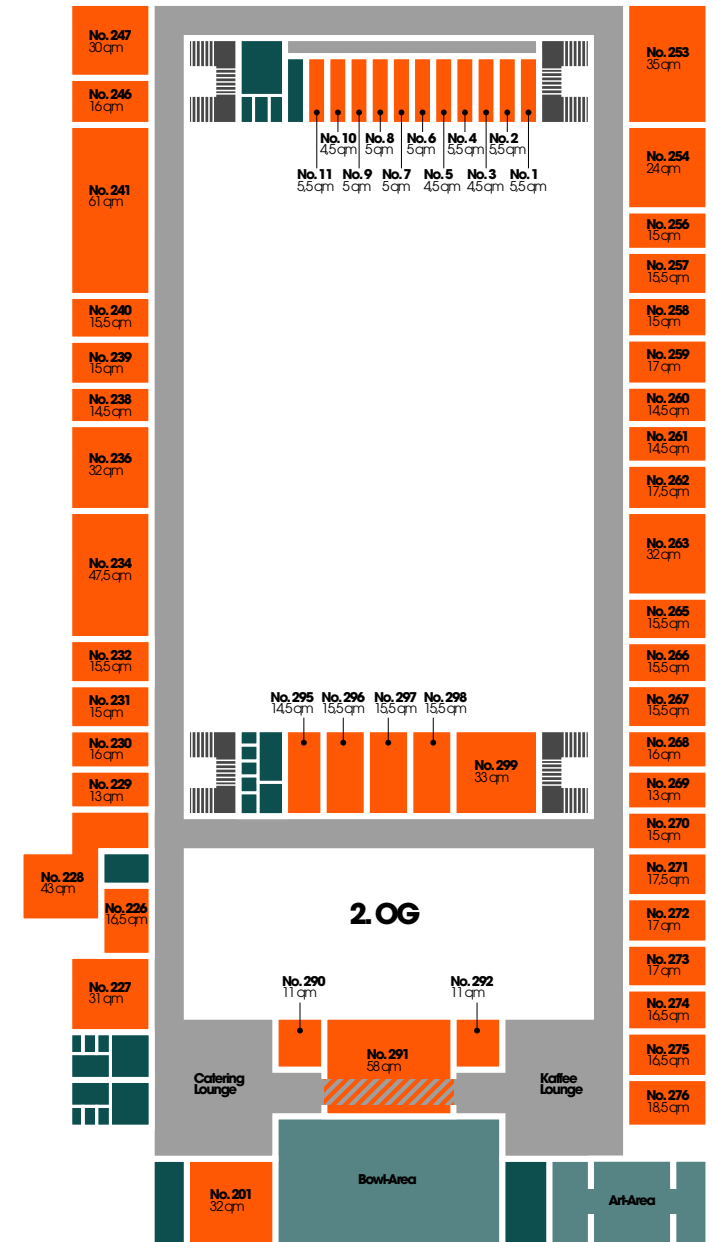 No. 247
30 qm
No. 246
16 qm
No. 241
61 qm
No. 240
15,5 qm
No. 239
15 qm
No. 238
14,5 qm
No. 236
32 qm
No. 234
47,5 qm
No. 232
15,5 qm
No. 231
15 qm
No. 230
16 qm
No. 229
13 qm
No. 228
43 qm
No. 226
16,5 qm
No. 227
31 qm
No. 10 No. 8 No. 6 No. 4 No. 2
4,5 qm 5 qm 5 qm 5,5 qm 5,5 qm
No. 11 No. 9 No. 7 No. 5 No. 3 No. 1
5,5 qm 5 qm 5 qm 4,5 qm 4,5 qm 5,5 qm
No. 295 No. 296 No. 297 No. 298
14,5 qm 15,5 qm 15,5 qm 15,5 qm
No. 299
33 qm
2. OG
No. 290
11 qm
No. 292
11 qm
No. 291
58 qm
Catering
Lounge
Kaffee
Lounge
No. 201
32 qm
Bowl-Area
Art-Area
No. 253
35 qm
No. 254
24 qm
No. 256
15 qm
No. 257
15,5 qm
No. 258
15 qm
No. 259
17 qm
No. 260
14,5 qm
No. 261
14,5 qm
No. 262
17,5 qm
No. 263
32 qm
No. 265
15,5 qm
No. 266
15,5 qm
No. 267
15,5 qm
No. 268
16 qm
No. 269
13 qm
No. 270
15 qm
No. 271
17,5 qm
No. 272
17 qm
No. 273
17 qm
No. 274
16,5 qm
No. 275
16,5 qm
No. 276
18,5 qm